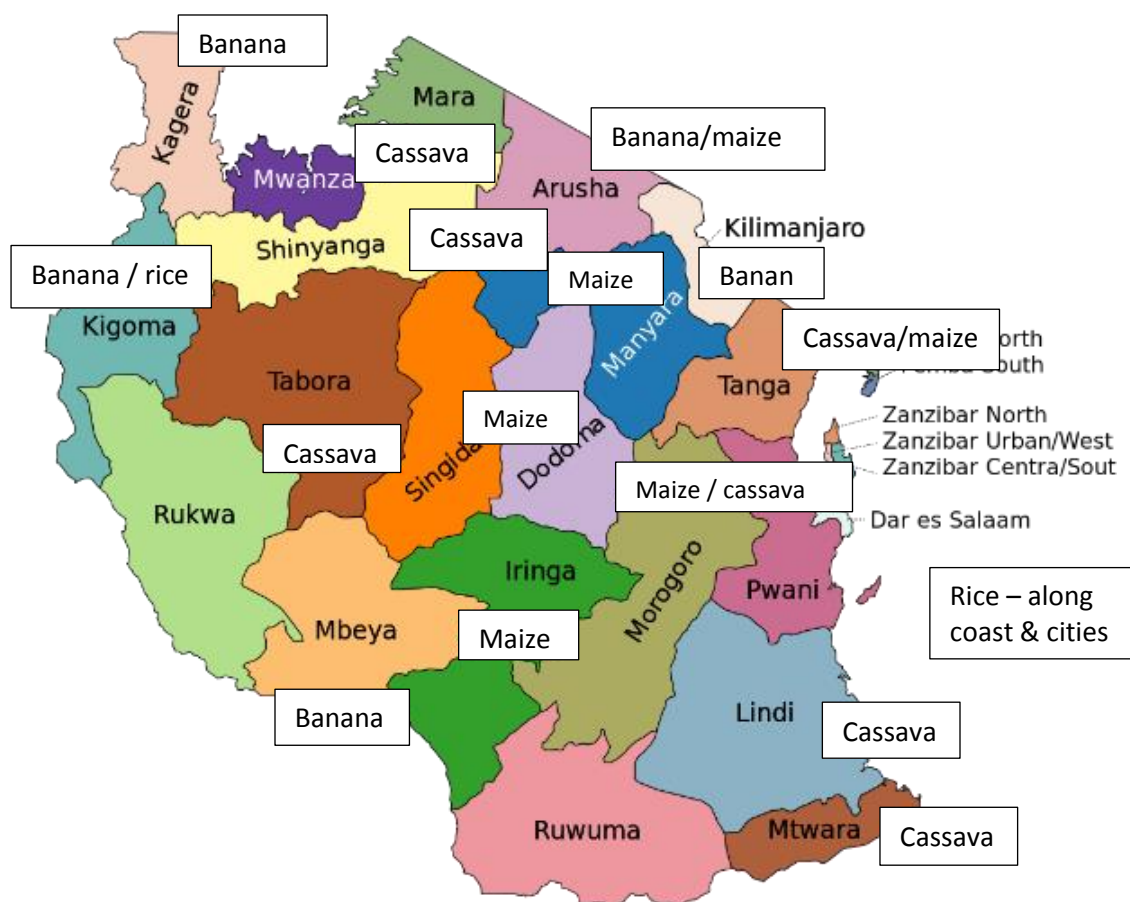 Banana
Kagera
Mara
Banana/maize
Cassava
Mwanza
Arusha
Kilimanjaro
Cassava
Shinyanga
Banana / rice
Maize
Banan
Kigoma
Manyara
Cassava/maize
orth
South
Tabora
Tanga
Maize
Singida
Dodoma
Zanzibar North
Zanzibar Urban/West
Zanzibar Centra/Sout
Cassava
Maize / cassava
Rukwa
Dar es Salaam
Iringa
Morogoro
Pwani
Rice – along
coast & cities
Mbeya
Maize
Banana
Lindi
Cassava
Ruwuma
Mtwara
Cassava